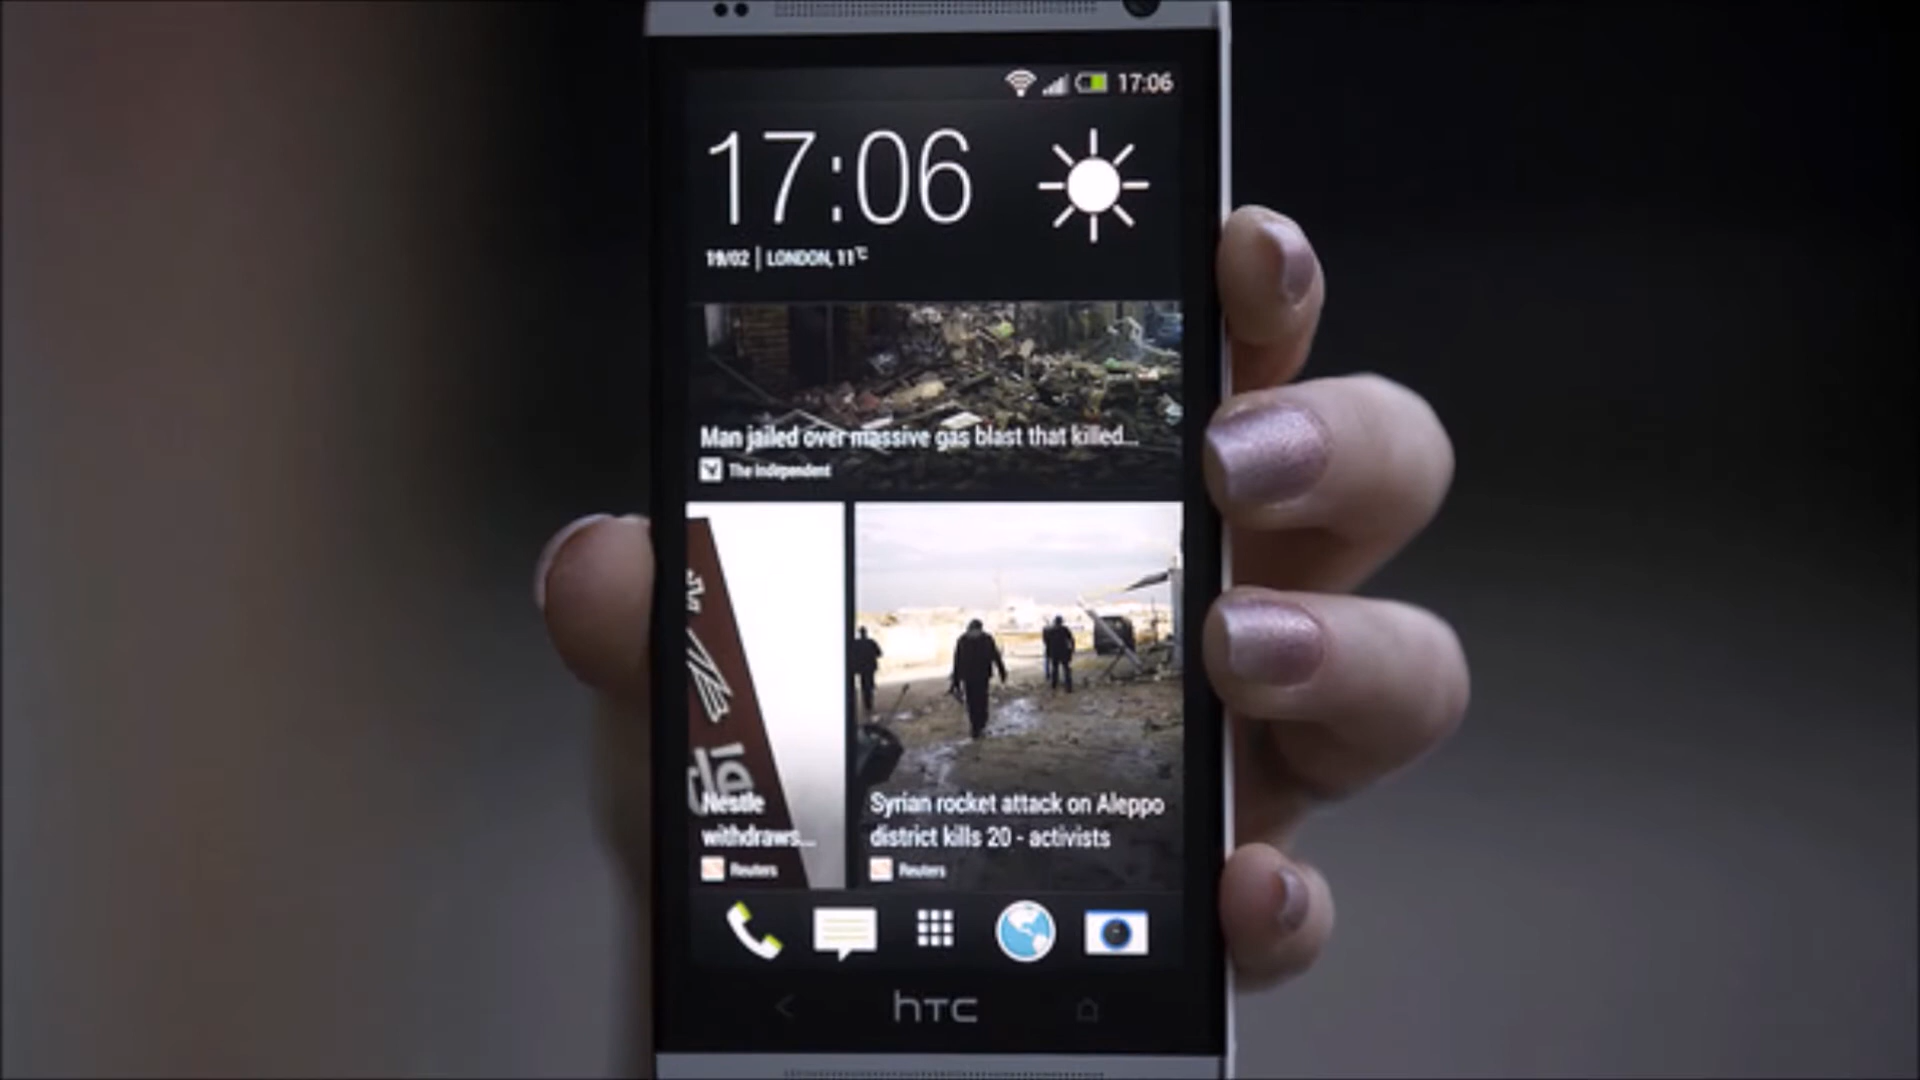 17:06
17:06
19/02 | LONDON, 11°C
Man jailed over massive gas blast that killed...
The Independent
lé
Nestle
withdraws...
Reuters
Syrian rocket attack on Aleppo
district kills 20 - activists
Reuters
htc